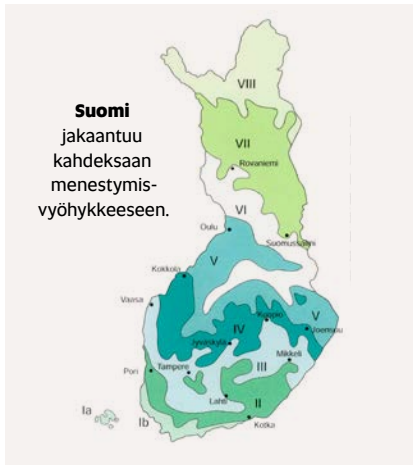 Suomi
jakaantuu
kahdeksaan
menestymis-
vyöhykkeeseen.
VIII
VII
Rovaniemi
VI
Oulu
Suomussalmi
V
Kokkola
Vaasa
IV
Kuopio
V
Joensuu
Jyväskylä
Mikkeli
III
Pori
Tampere
Lahti
II
Ia
Ib
Kotka